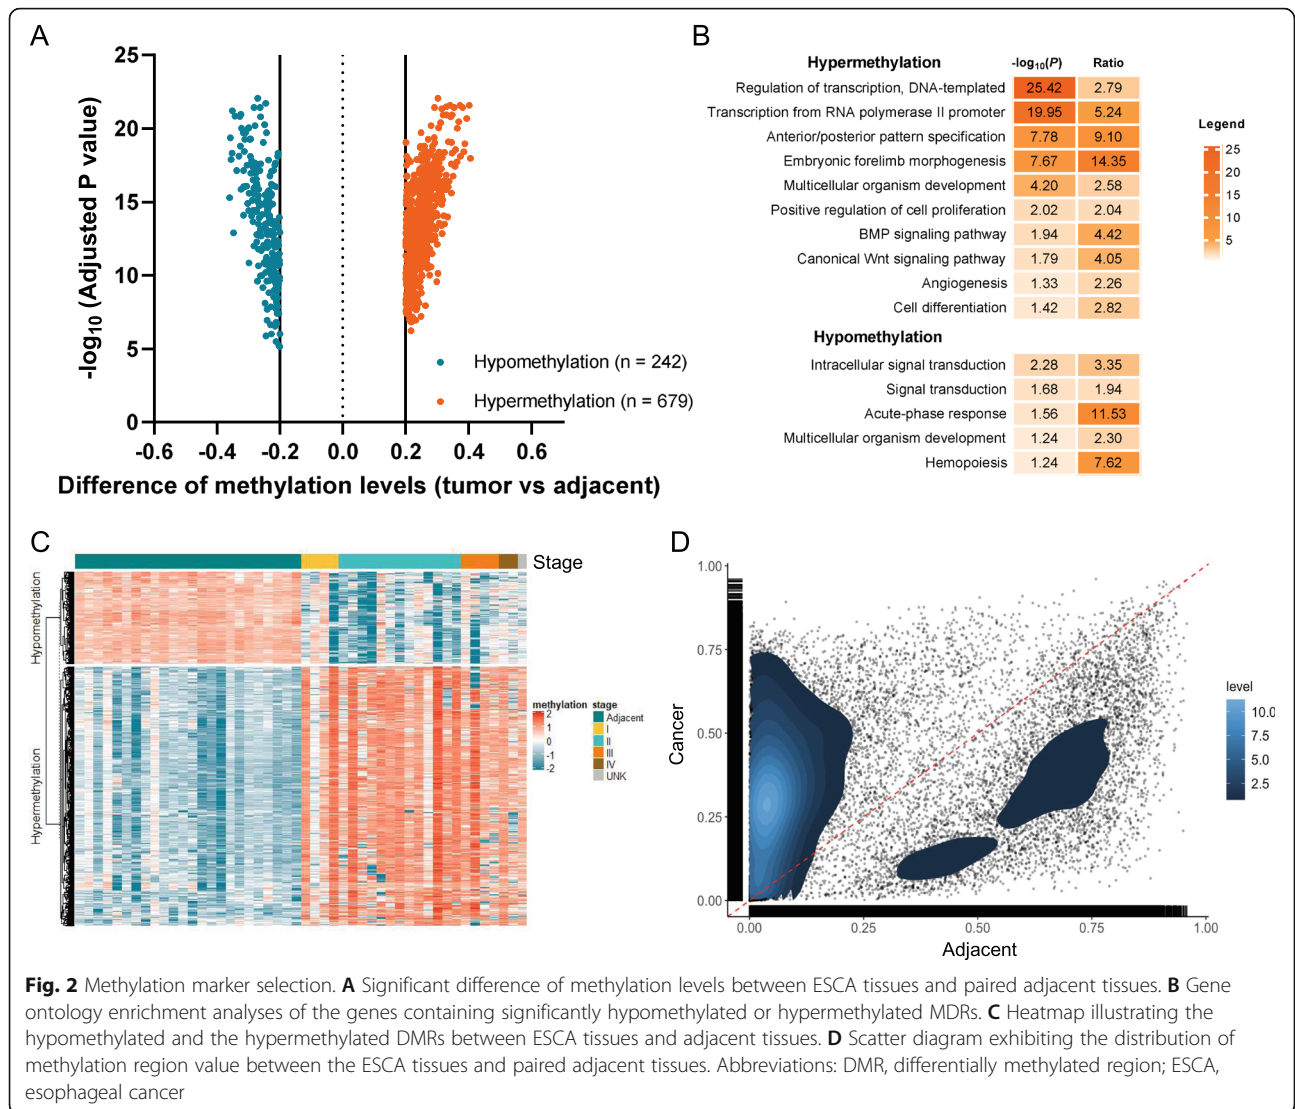 A
25
20
15
10
5
0
-log10 (Adjusted P value)
Hypomethylation (n = 242)
Hypermethylation (n = 679)
-0.6 -0.4 -0.2 0.0 0.2 0.4 0.6
Difference of methylation levels (tumor vs adjacent)
B
Hypermethylation -log10(P) Ratio
Regulation of transcription, DNA-templated 25.42 2.79
Transcription from RNA polymerase II promoter 19.95 5.24
Anterior/posterior pattern specification 7.78 9.10
Embryonic forelimb morphogenesis 7.67 14.35
Multicellular organism development 4.20 2.58
Positive regulation of cell proliferation 2.02 2.04
BMP signaling pathway 1.94 4.42
Canonical Wnt signaling pathway 1.79 4.05
Angiogenesis 1.33 2.26
Cell differentiation 1.42 2.82
Hypomethylation
Intracellular signal transduction 2.28 3.35
Signal transduction 1.68 1.94
Acute-phase response 1.56 11.53
Multicellular organism development 1.24 2.30
Hemopoiesis 1.24 7.62
Legend
25
20
15
10
5
C
Stage
Hypomethylation
Hypermethylation
methylation
2
1
0
-1
-2
stage
Adjacent
I
II
III
IV
UNK
D
1.00
0.75
0.50
0.25
0.00
Cancer
0.00 0.25 0.50 0.75 1.00
Adjacent
level
10.0
7.5
5.0
2.5
Fig. 2 Methylation marker selection. A Significant difference of methylation levels between ESCA tissues and paired adjacent tissues. B Gene
ontology enrichment analyses of the genes containing significantly hypomethylated or hypermethylated MDRs. C Heatmap illustrating the
hypomethylated and the hypermethylated DMRs between ESCA tissues and adjacent tissues. D Scatter diagram exhibiting the distribution of
methylation region value between the ESCA tissues and paired adjacent tissues. Abbreviations: DMR, differentially methylated region; ESCA,
esophageal cancer